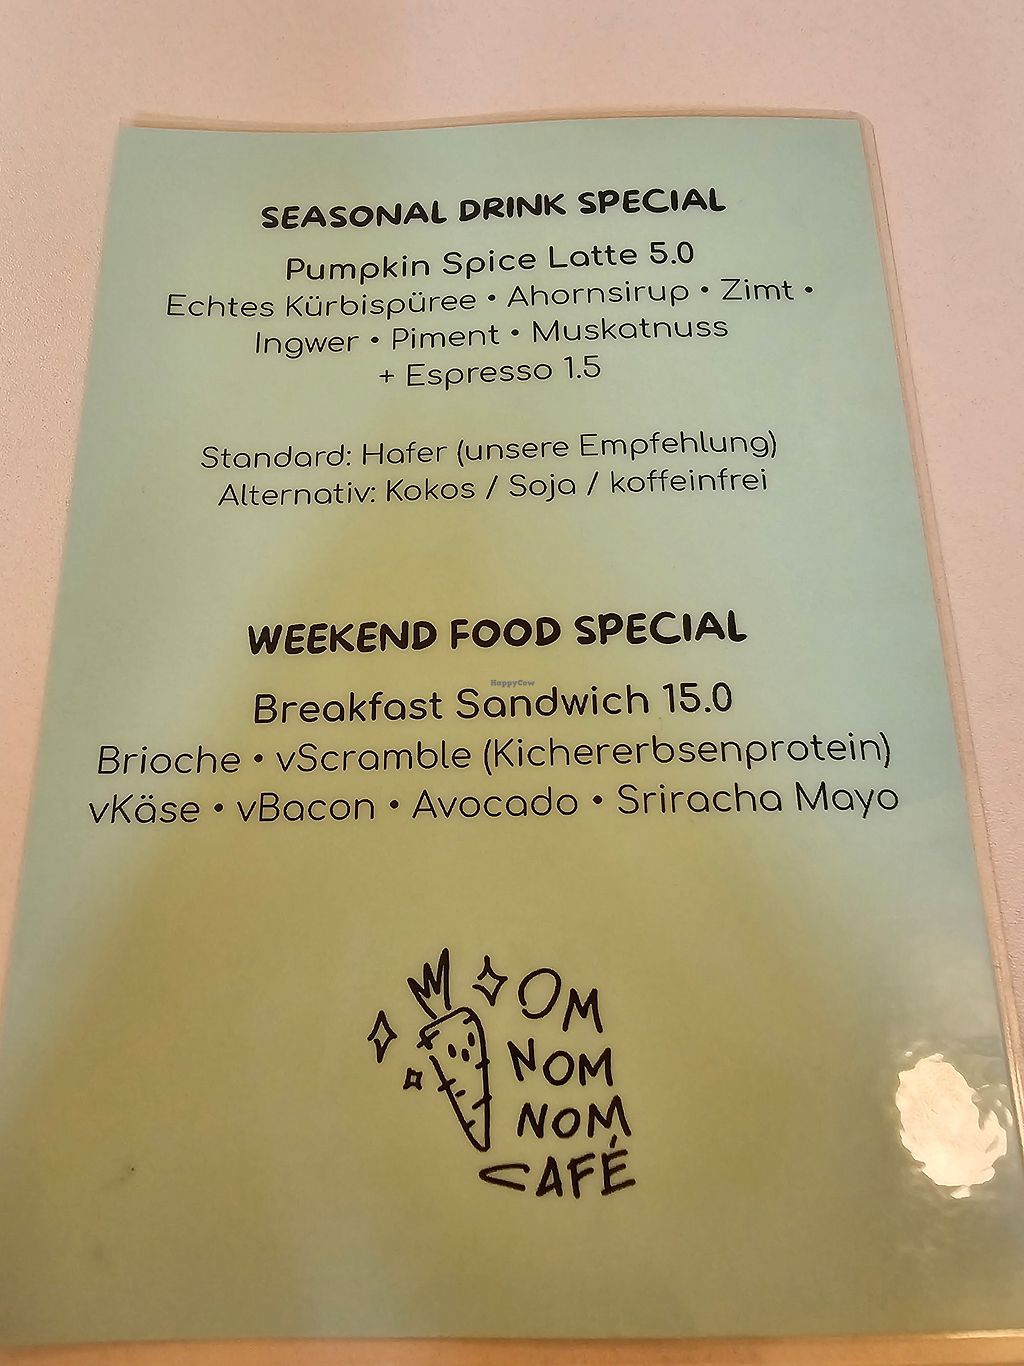 SEASONAL DRINK SPECIAL
Pumpkin Spice Latte 5.0
Echtes Kürbispüree • Ahornsirup • Zimt •
Ingwer • Piment • Muskatnuss
+ Espresso 1.5
Standard: Hafer (unsere Empfehlung)
Alternativ: Kokos / Soja / koffeinfrei
WEEKEND FOOD SPECIAL
HappyCow
Breakfast Sandwich 15.0
Brioche • vScramble (Kichererbsenprotein)
vKäse • vBacon • Avocado • Sriracha Mayo
OM
NOM
NOM
CAFÉ